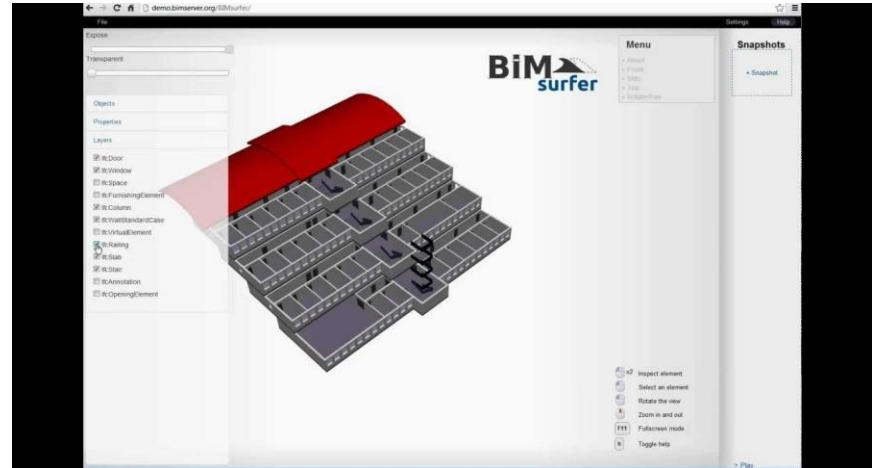 demo.bimserver.org/BIMsurfer/
File
Settings
Help
Expose
Transparent
Objects
Properties
Layers
IfcDoor
IfcWindow
IfcSpace
IfcFurnishingElement
IfcColumn
IfcWallStandardCase
IfcVirtualElement
IfcRailing
IfcSlab
IfcStair
IfcAnnotation
IfcOpeningElement
BiM
surfer
Menu
Snapshots
+ Snapshot
x2 Inspect element
Select an element
Rotate the view
Zoom in and out
F11 Fullscreen mode
Toggle help
> Play